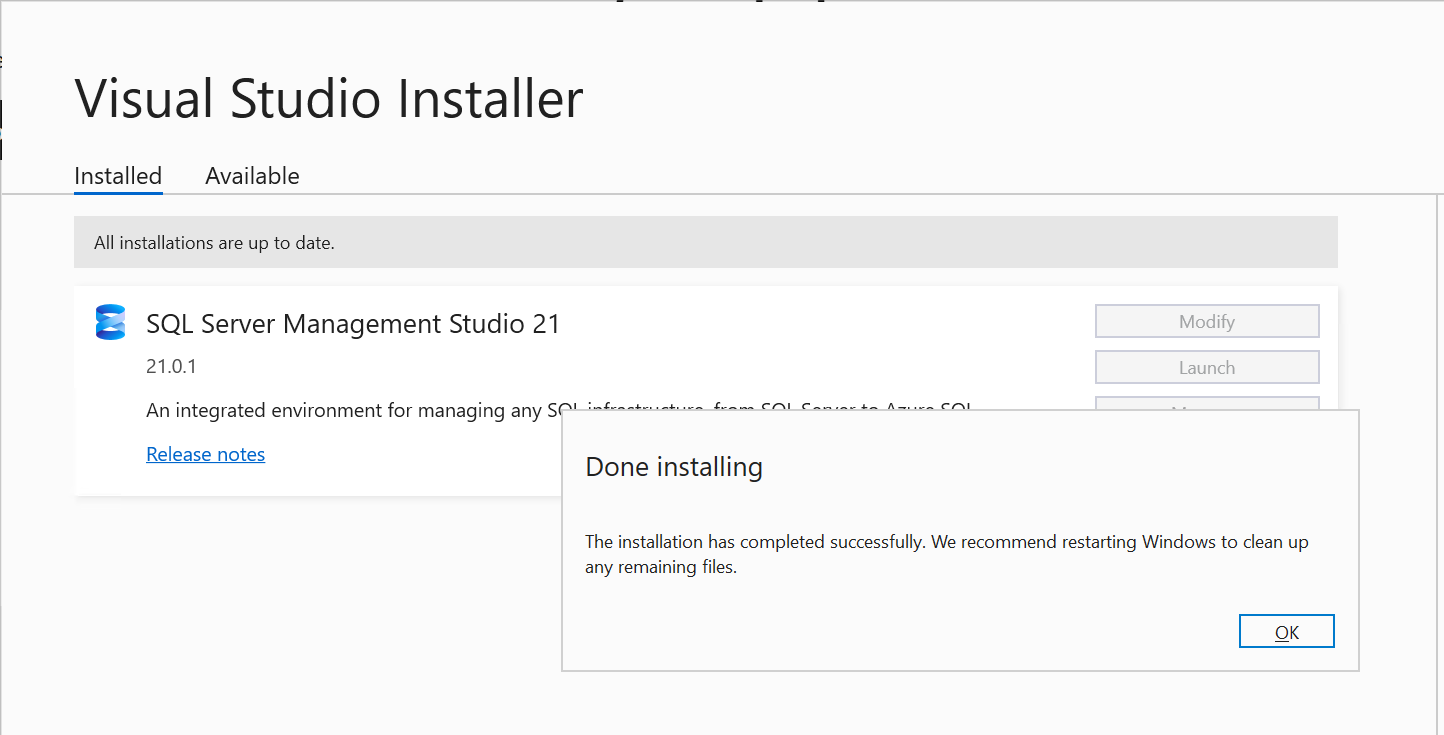 Visual Studio Installer
Installed
Available
All installations are up to date.
SQL Server Management Studio 21
Modify
21.0.1
Launch
An integrated environment for managing any SQL infrastructure, from SQL Server to Azure SQL
Release notes
Done installing
The installation has completed successfully. We recommend restarting Windows to clean up
any remaining files.
OK